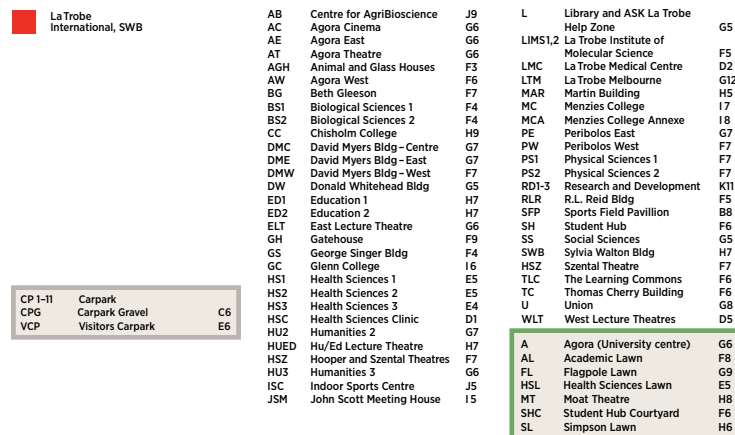 La Trobe
International, SWB
CP 1–11 Carpark
CPG Carpark Gravel C6
VCP Visitors Carpark E6
AB Centre for AgriBioscience J9
AC Agora Cinema G6
AE Agora East G6
AT Agora Theatre G6
AGH Animal and Glass Houses F3
AW Agora West F6
BG Beth Gleeson F7
BS1 Biological Sciences 1 F4
BS2 Biological Sciences 2 F4
CC Chisholm College H9
DMC David Myers Bldg – Centre G7
DME David Myers Bldg – East G7
DMW David Myers Bldg – West F7
DW Donald Whitehead Bldg G5
ED1 Education 1 H7
ED2 Education 2 H7
ELT East Lecture Theatre G6
GH Gatehouse F9
GS George Singer Bldg F4
GC Glenn College I6
HS1 Health Sciences 1 E5
HS2 Health Sciences 2 E5
HS3 Health Sciences 3 E4
HSC Health Sciences Clinic D1
HU2 Humanities 2 G7
HUED Hu/Ed Lecture Theatre H7
HSZ Hooper and Szental Theatres F7
HU3 Humanities 3 G6
ISC Indoor Sports Centre J5
JSM John Scott Meeting House I5
L Library and ASK La Trobe
Help Zone G5
LIMS1,2 La Trobe Institute of
Molecular Science F5
LMC La Trobe Medical Centre D2
LTM La Trobe Melbourne G12
MAR Martin Building H5
MC Menzies College I7
MCA Menzies College Annexe I8
PE Peribolos East G7
PW Peribolos West F7
PS1 Physical Sciences 1 F7
PS2 Physical Sciences 2 F7
RD1-3 Research and Development K11
RLR R.L. Reid Bldg F5
SFP Sports Field Pavillion B8
SH Student Hub F6
SS Social Sciences G5
SWB Sylvia Walton Bldg H7
HSZ Szental Theatre F7
TLC The Learning Commons F6
TC Thomas Cherry Building F6
U Union G8
WLT West Lecture Theatres D5
A Agora (University centre) G6
AL Academic Lawn F8
FL Flagpole Lawn G9
HSL Health Sciences Lawn E5
MT Moat Theatre H8
SHC Student Hub Courtyard F6
SL Simpson Lawn H6